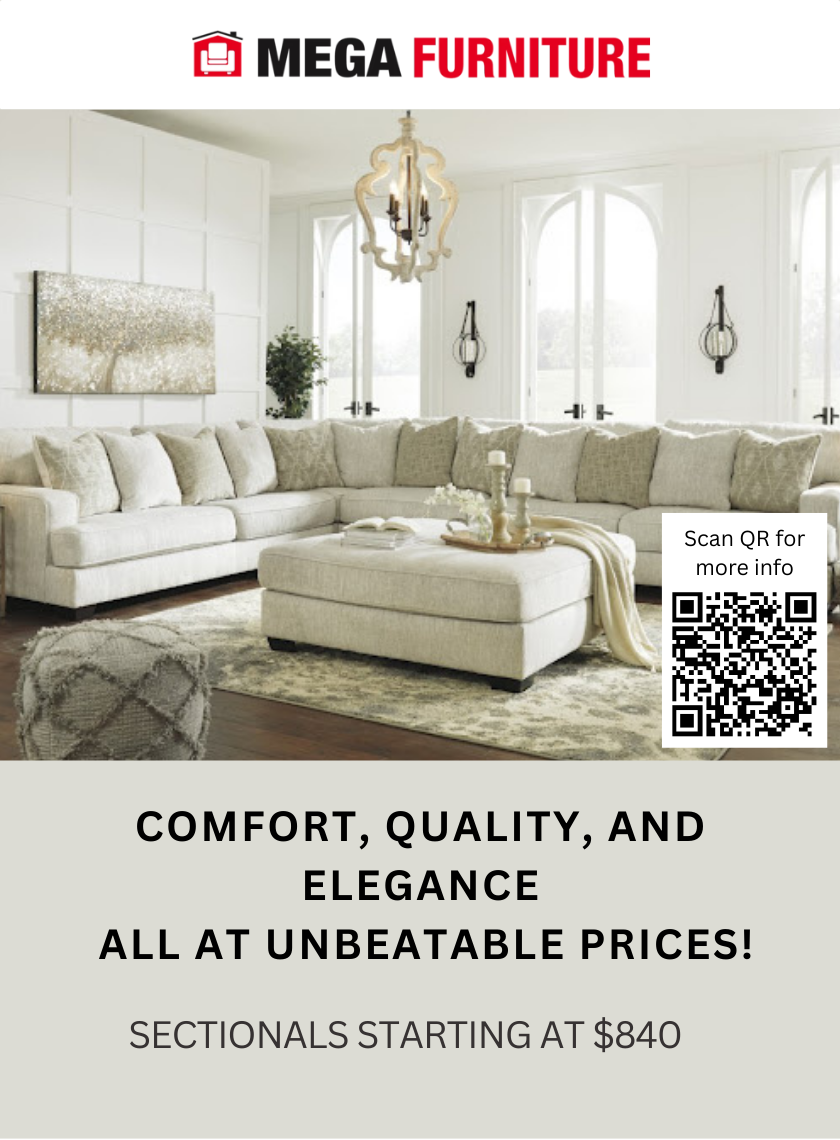 MEGA FURNITURE
Scan QR for
more info
COMFORT, QUALITY, AND
ELEGANCE
ALL AT UNBEATABLE PRICES!
SECTIONALS STARTING AT $840